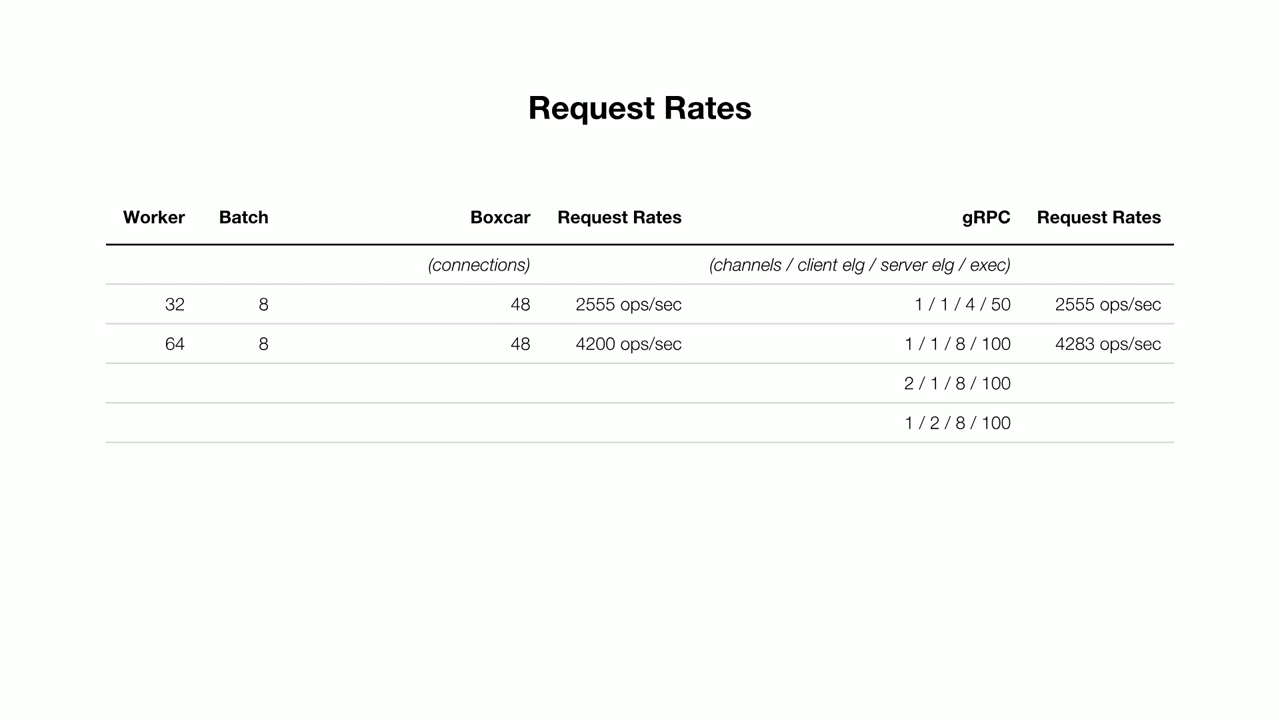 Request Rates
Worker Batch Boxcar Request Rates gRPC Request Rates
(connections) (channels / client elg / server elg / exec)
32 8 48 2555 ops/sec 1 / 1 / 4 / 50 2555 ops/sec
64 8 48 4200 ops/sec 1 / 1 / 8 / 100 4283 ops/sec
2 / 1 / 8 / 100
1 / 2 / 8 / 100